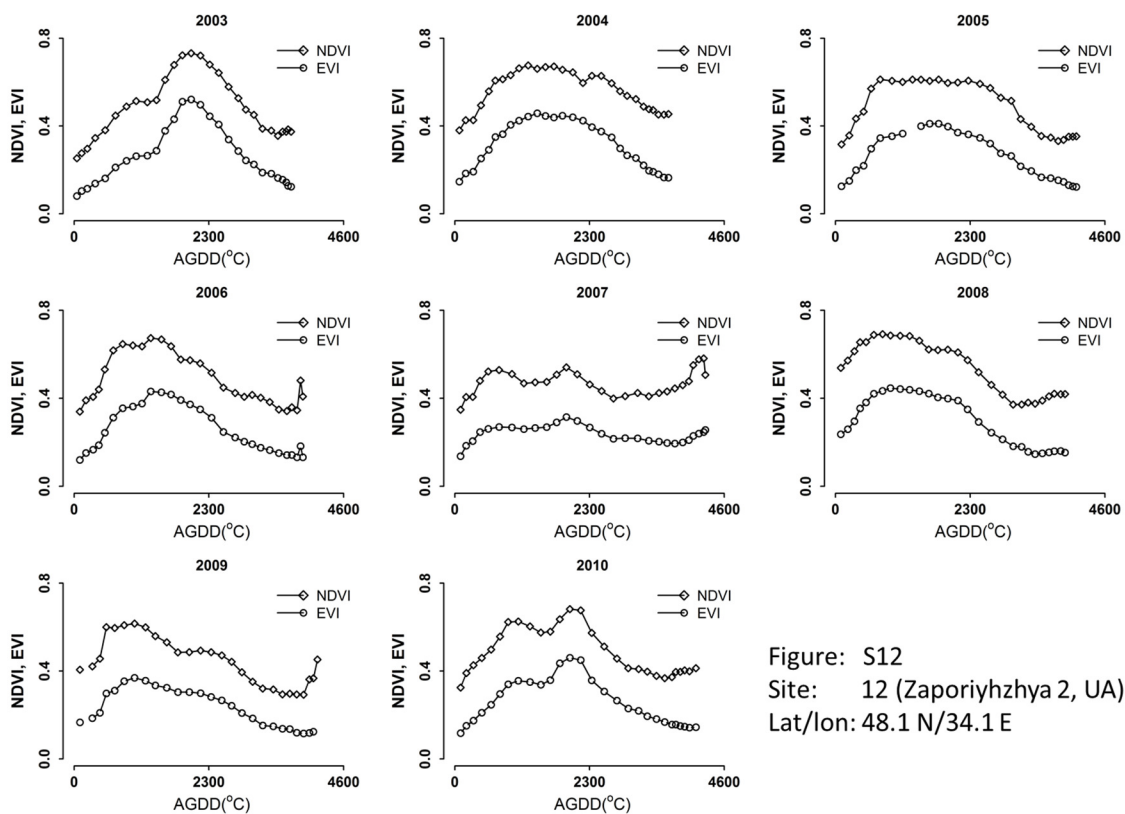 2003
NDVI
EVI
NDVI, EVI
0.8
0.4
0.0
0 2300 4600
AGDD(°C)
2004
NDVI
EVI
NDVI, EVI
0.8
0.4
0.0
0 2300 4600
AGDD(°C)
2005
NDVI
EVI
NDVI, EVI
0.8
0.4
0.0
0 2300 4600
AGDD(°C)
2006
NDVI
EVI
NDVI, EVI
0.8
0.4
0.0
0 2300 4600
AGDD(°C)
2007
NDVI
EVI
NDVI, EVI
0.8
0.4
0.0
0 2300 4600
AGDD(°C)
2008
NDVI
EVI
NDVI, EVI
0.8
0.4
0.0
0 2300 4600
AGDD(°C)
2009
NDVI
EVI
NDVI, EVI
0.8
0.4
0.0
0 2300 4600
AGDD(°C)
2010
NDVI
EVI
NDVI, EVI
0.8
0.4
0.0
0 2300 4600
AGDD(°C)
Figure: S12
Site: 12 (Zaporiyhzhya 2, UA)
Lat/lon: 48.1 N/34.1 E